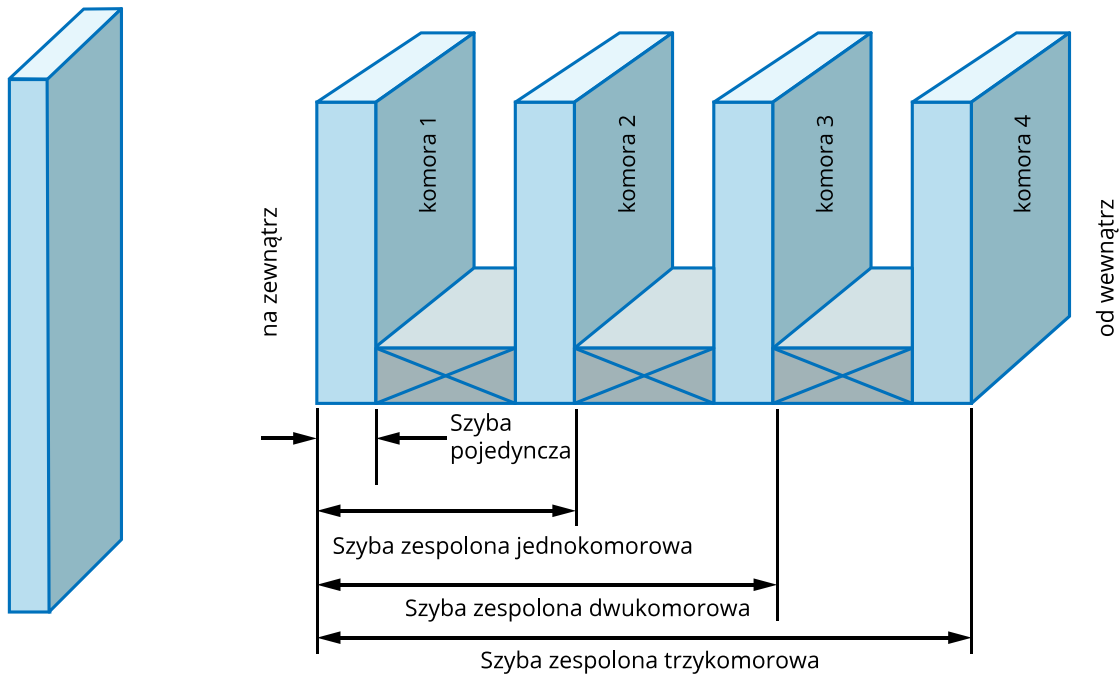 na zewnątrz
komora 1
komora 2
komora 3
komora 4
od wewnątrz
Szyba
pojedyncza
Szyba zespolona jednokomorowa
Szyba zespolona dwukomorowa
Szyba zespolona trzykomorowa